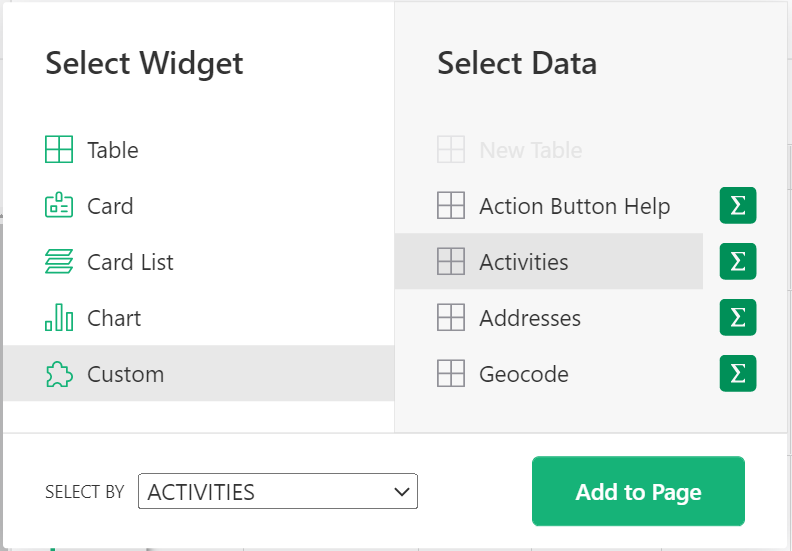 Select Widget
Table
Card
Card List
Chart
Custom
Select Data
New Table
Action Button Help Σ
Activities Σ
Addresses Σ
Geocode Σ
SELECT BY ACTIVITIES
Add to Page